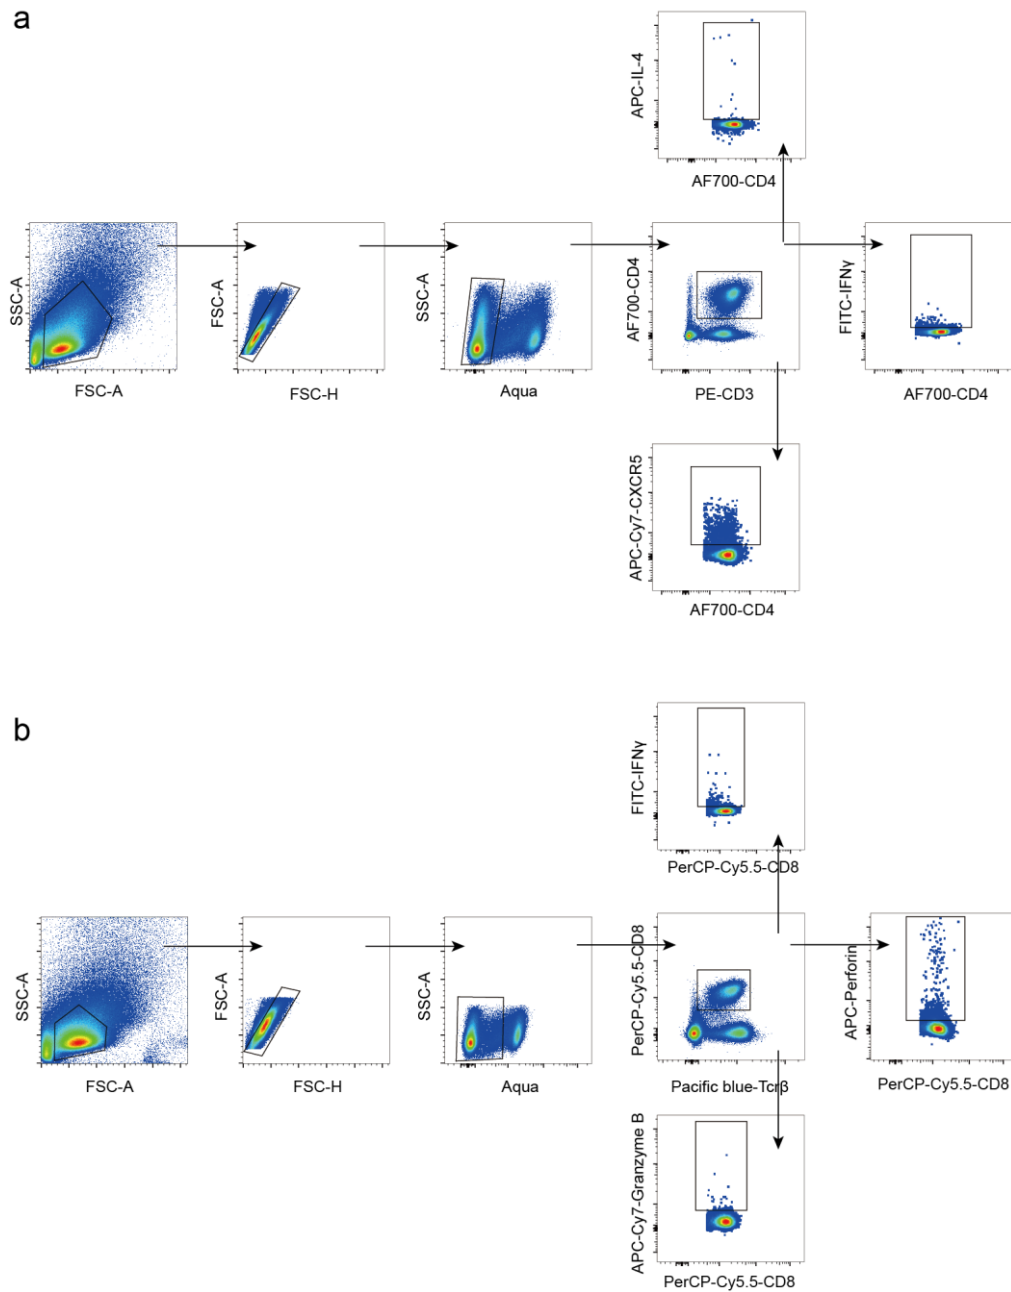 a
APC-IL-4
AF700-CD4
SSC-A
FSC-A
FSC-A
FSC-H
SSC-A
Aqua
AF700-CD4
PE-CD3
FITC-IFNγ
AF700-CD4
APC-Cy7-CXCR5
AF700-CD4
b
FITC-IFNγ
PerCP-Cy5.5-CD8
SSC-A
FSC-A
FSC-A
FSC-H
SSC-A
Aqua
PerCP-Cy5.5-CD8
Pacific blue-Tcrβ
APC-Perforin
PerCP-Cy5.5-CD8
APC-Cy7-Granzyme B
PerCP-Cy5.5-CD8